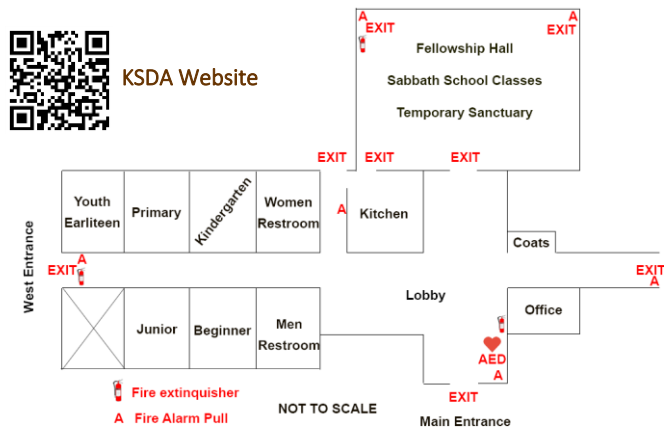 KSDA Website
A
A
EXIT
EXIT
Fellowship Hall
Sabbath School Classes
Temporary Sanctuary
EXIT
EXIT
EXIT
Youth
Earliteen
Primary
Kindergarten
Women
Restroom
A
Kitchen
Coats
West Entrance
A
EXIT
EXIT
A
Lobby
Office
Junior
Beginner
Men
Restroom
AED
A
EXIT
Main Entrance
Fire extinguisher
A Fire Alarm Pull
NOT TO SCALE